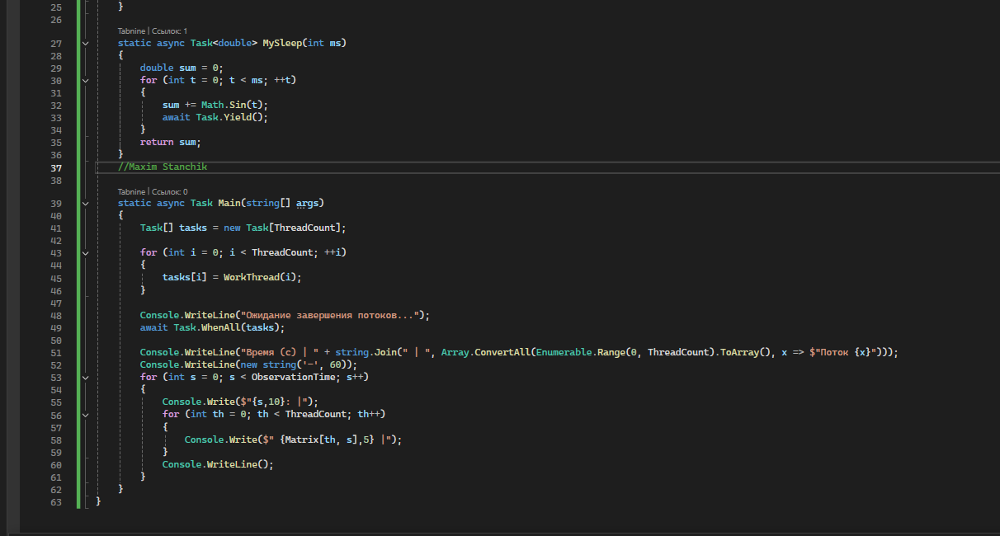 25 }
26
Tabnine | Ссылок: 1
27 static async Task<double> MySleep(int ms)
28 {
29 double sum = 0;
30 for (int t = 0; t < ms; ++t)
31 {
32 sum += Math.Sin(t);
33 await Task.Yield();
34 }
35 return sum;
36 }
37 //Maxim Stanchik
38
Tabnine | Ссылок: 0
39 static async Task Main(string[] args)
40 {
41 Task[] tasks = new Task[ThreadCount];
42
43 for (int i = 0; i < ThreadCount; ++i)
44 {
45 tasks[i] = WorkThread(i);
46 }
47
48 Console.WriteLine("Ожидание завершения потоков...");
49 await Task.WhenAll(tasks);
50
51 Console.WriteLine("Время (с) | " + string.Join(" | ", Array.ConvertAll(Enumerable.Range(0, ThreadCount).ToArray(), x => $"Поток {x}")));
52 Console.WriteLine(new string('-', 60));
53 for (int s = 0; s < ObservationTime; s++)
54 {
55 Console.Write($"{s,10}: |");
56 for (int th = 0; th < ThreadCount; th++)
57 {
58 Console.Write($" {Matrix[th, s],5} |");
59 }
60 Console.WriteLine();
61 }
62 }
63 }